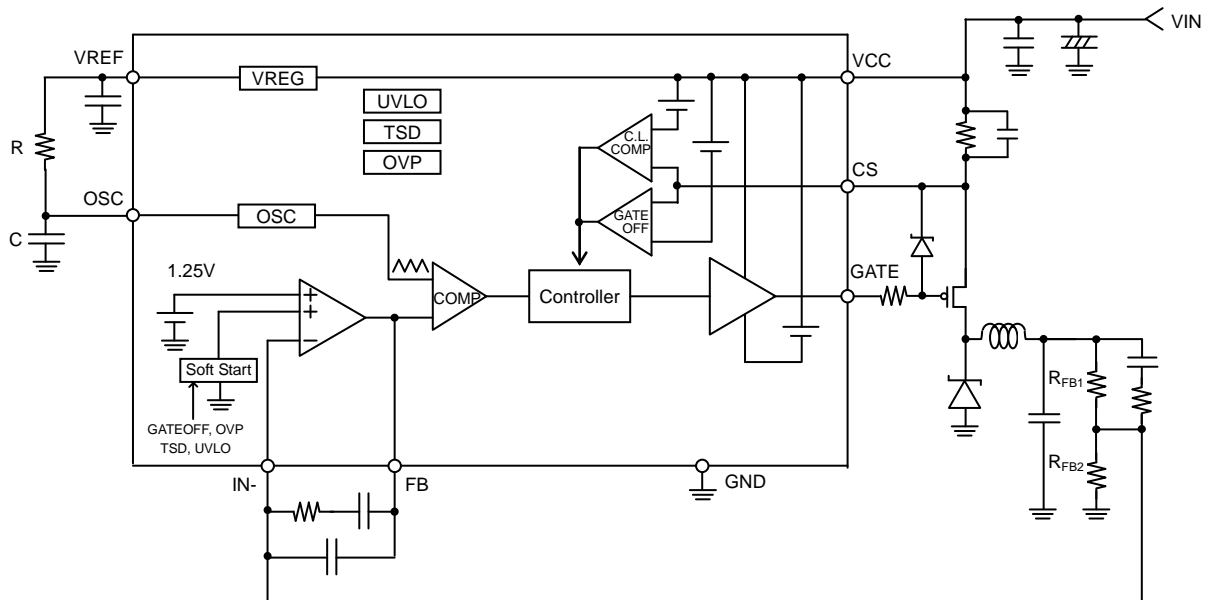 VIN
VREF
VREG
VCC
UVLO
TSD
OVP
C.L.
COMP
R
CS
OSC
OSC
GATE
OFF
C
1.25V
GATE
COMP
Controller
Soft Start
RFB1
GATEOFF, OVP
TSD, UVLO
RFB2
IN-
FB
GND